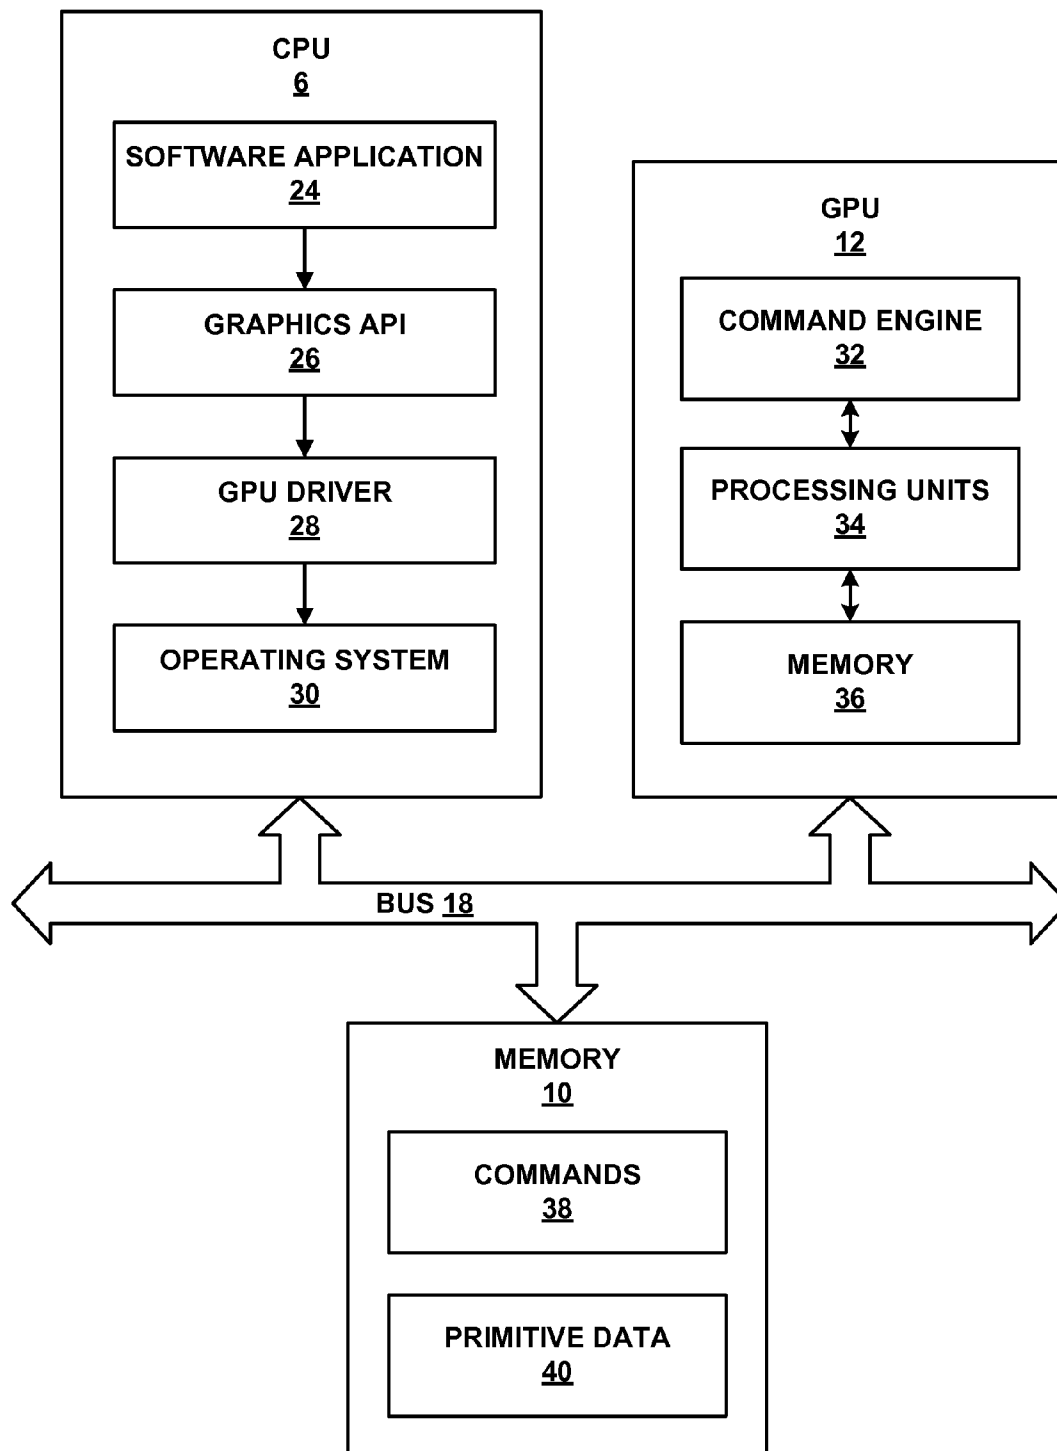 CPU
6
SOFTWARE APPLICATION
24
GRAPHICS API
26
GPU DRIVER
28
OPERATING SYSTEM
30
GPU
12
COMMAND ENGINE
32
PROCESSING UNITS
34
MEMORY
36
BUS 18
MEMORY
10
COMMANDS
38
PRIMITIVE DATA
40